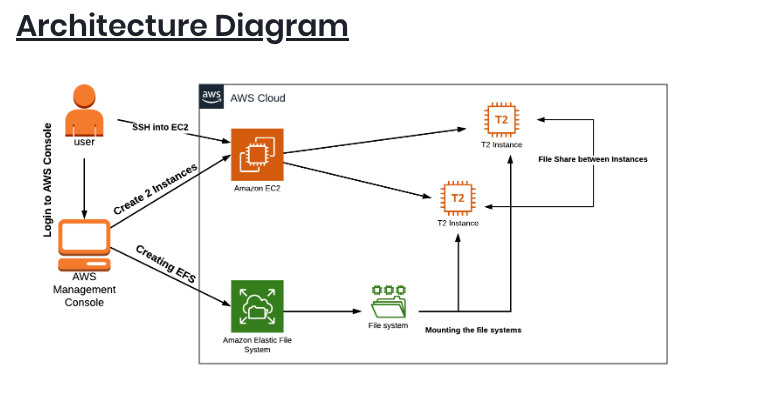 Architecture Diagram
aws
AWS Cloud
T2
T2 Instance
SSH into EC2
user
File Share between Instances
Login to AWS Console
Create 2 Instances
Amazon EC2
T2
T2 Instance
Creating EFS
AWS
Management
Console
File system
Mounting the file systems
Amazon Elastic File
System